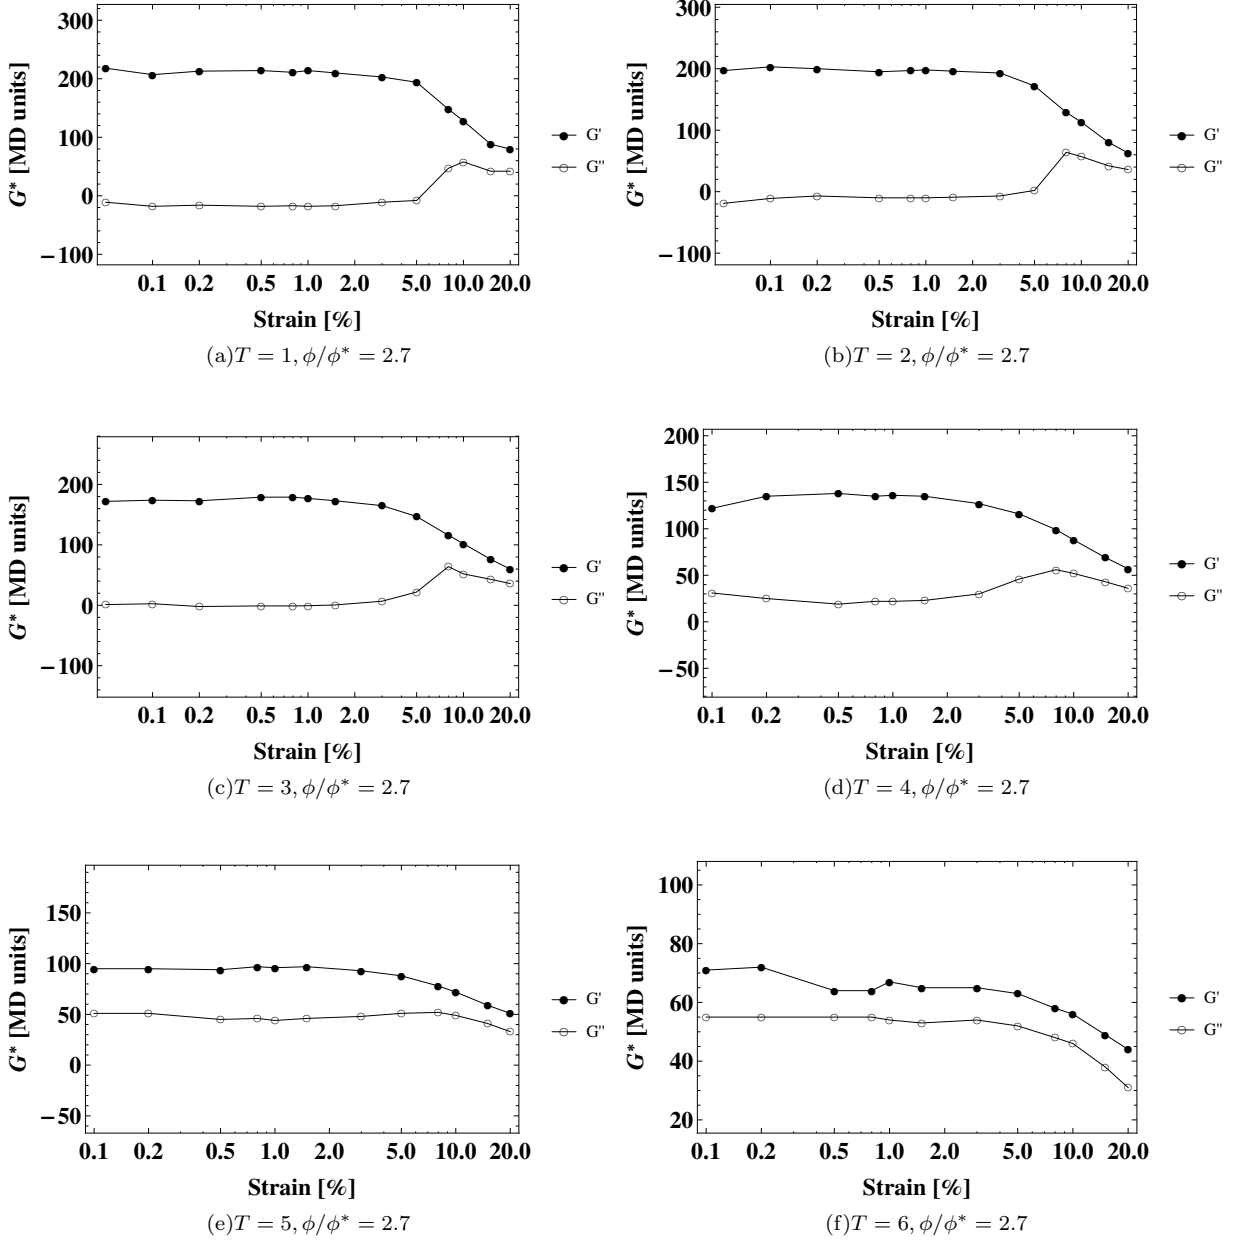 300
200
100
0
−100
G* [MD units]
0.1 0.2 0.5 1.0 2.0 5.0 10.0 20.0
Strain [%]
G'
G''
(a)T = 1, ϕ/ϕ* = 2.7
300
200
100
0
−100
G* [MD units]
0.1 0.2 0.5 1.0 2.0 5.0 10.0 20.0
Strain [%]
G'
G''
(b)T = 2, ϕ/ϕ* = 2.7
200
100
0
−100
G* [MD units]
0.1 0.2 0.5 1.0 2.0 5.0 10.0 20.0
Strain [%]
G'
G''
(c)T = 3, ϕ/ϕ* = 2.7
200
150
100
50
0
−50
G* [MD units]
0.1 0.2 0.5 1.0 2.0 5.0 10.0 20.0
Strain [%]
G'
G''
(d)T = 4, ϕ/ϕ* = 2.7
150
100
50
0
−50
G* [MD units]
0.1 0.2 0.5 1.0 2.0 5.0 10.0 20.0
Strain [%]
G'
G''
(e)T = 5, ϕ/ϕ* = 2.7
100
80
60
40
20
G* [MD units]
0.1 0.2 0.5 1.0 2.0 5.0 10.0 20.0
Strain [%]
G'
G''
(f)T = 6, ϕ/ϕ* = 2.7